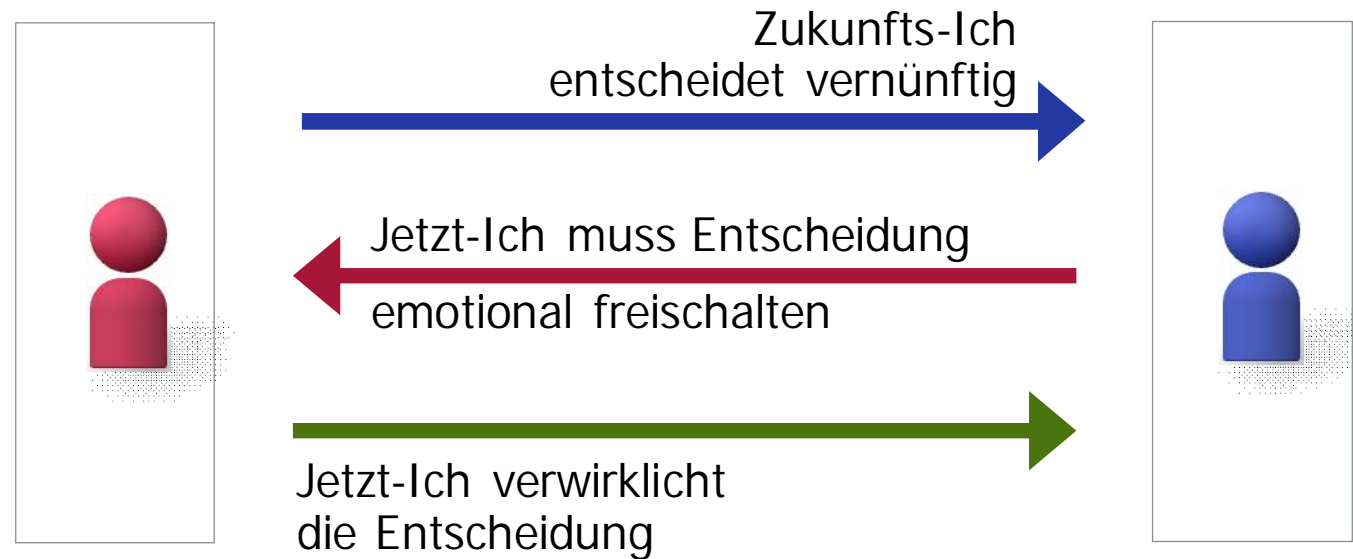 Zukunfts-Ich
entscheidet vernünftig
Jetzt-Ich muss Entscheidung
emotional freischalten
Jetzt-Ich verwirklicht
die Entscheidung